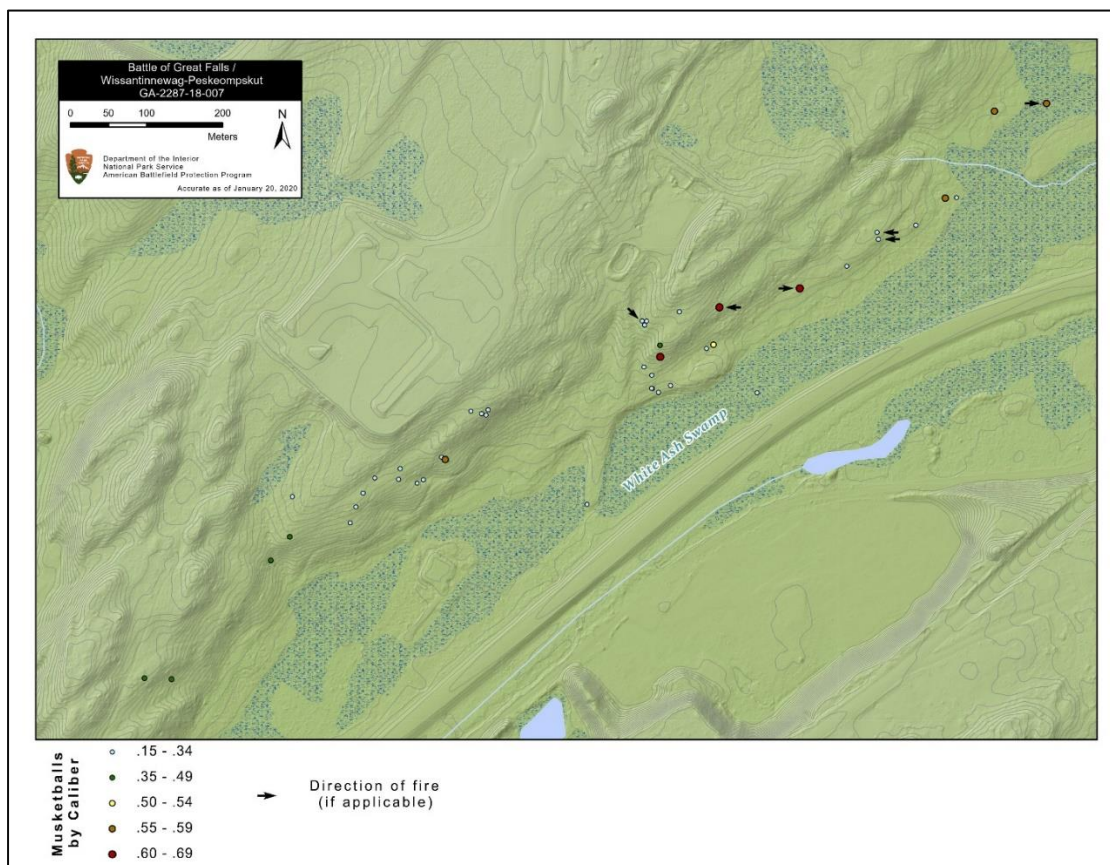 Battle of Great Falls /
Wissantinnewag-Peskeompskut
GA-2287-18-007
0 50 100 200
Meters
N
Department of the Interior
National Park Service
American Battlefield Protection Program
Accurate as of January 20, 2020
White Ash Swamp
Musketballs
by Caliber
.15 - .34
.35 - .49
.50 - .54
.55 - .59
.60 - .69
Direction of fire
(if applicable)